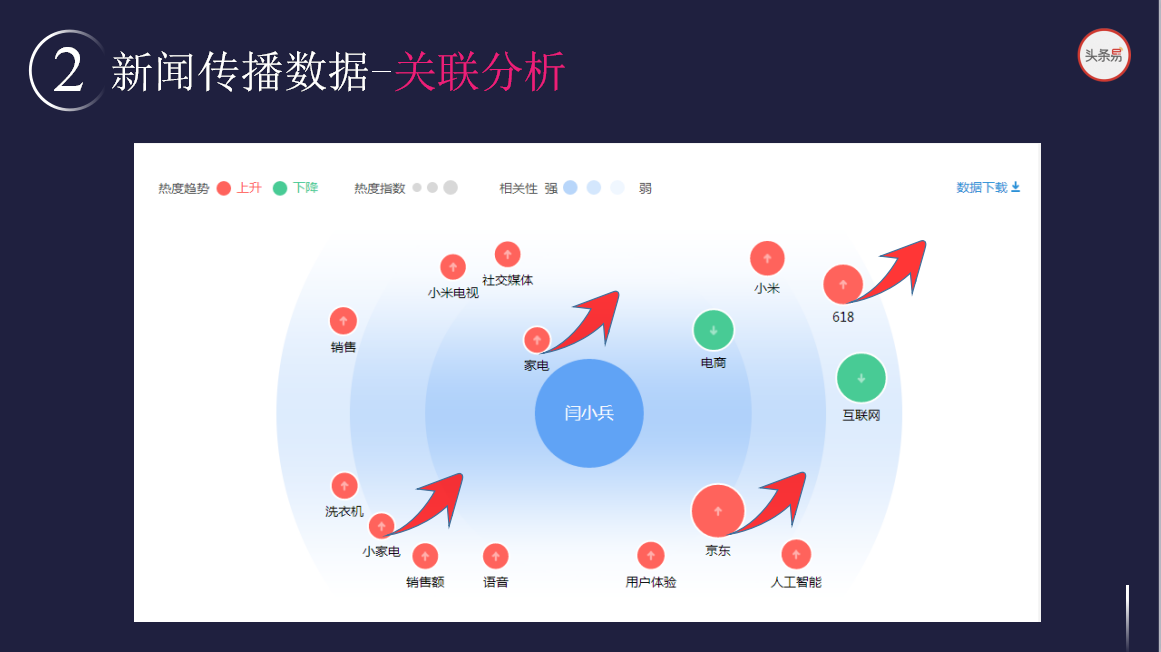 2 新闻传播数据-关联分析
头条易
热度趋势 上升 下降 热度指数 相关性 强 弱 数据下载
社交媒体
小米电视
小米
618
销售
家电
电商
闫小兵
互联网
洗衣机
小家电
京东
销售额
语音
用户体验
人工智能